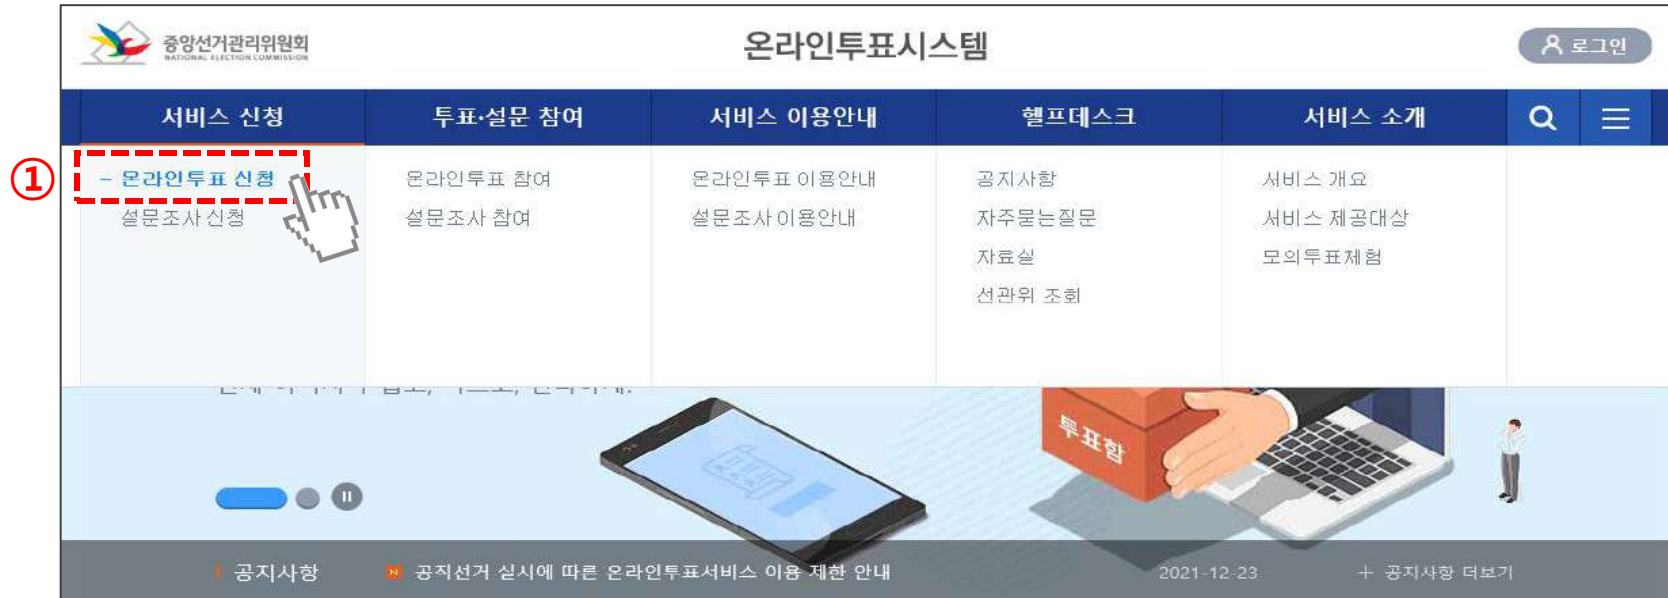 중앙선거관리위원회
NATIONAL ELECTION COMMISSION
온라인투표시스템
로그인
서비스 신청
투표·설문 참여
서비스 이용안내
헬프데스크
서비스 소개
①
– 온라인투표 신청
설문조사 신청
온라인투표 참여
설문조사 참여
온라인투표 이용안내
설문조사 이용안내
공지사항
자주묻는질문
자료실
선관위 조회
서비스 개요
서비스 제공대상
모의투표체험
투표함
공지사항
N 공직선거 실시에 따른 온라인투표서비스 이용 제한 안내
2021-12-23
+ 공지사항 더보기